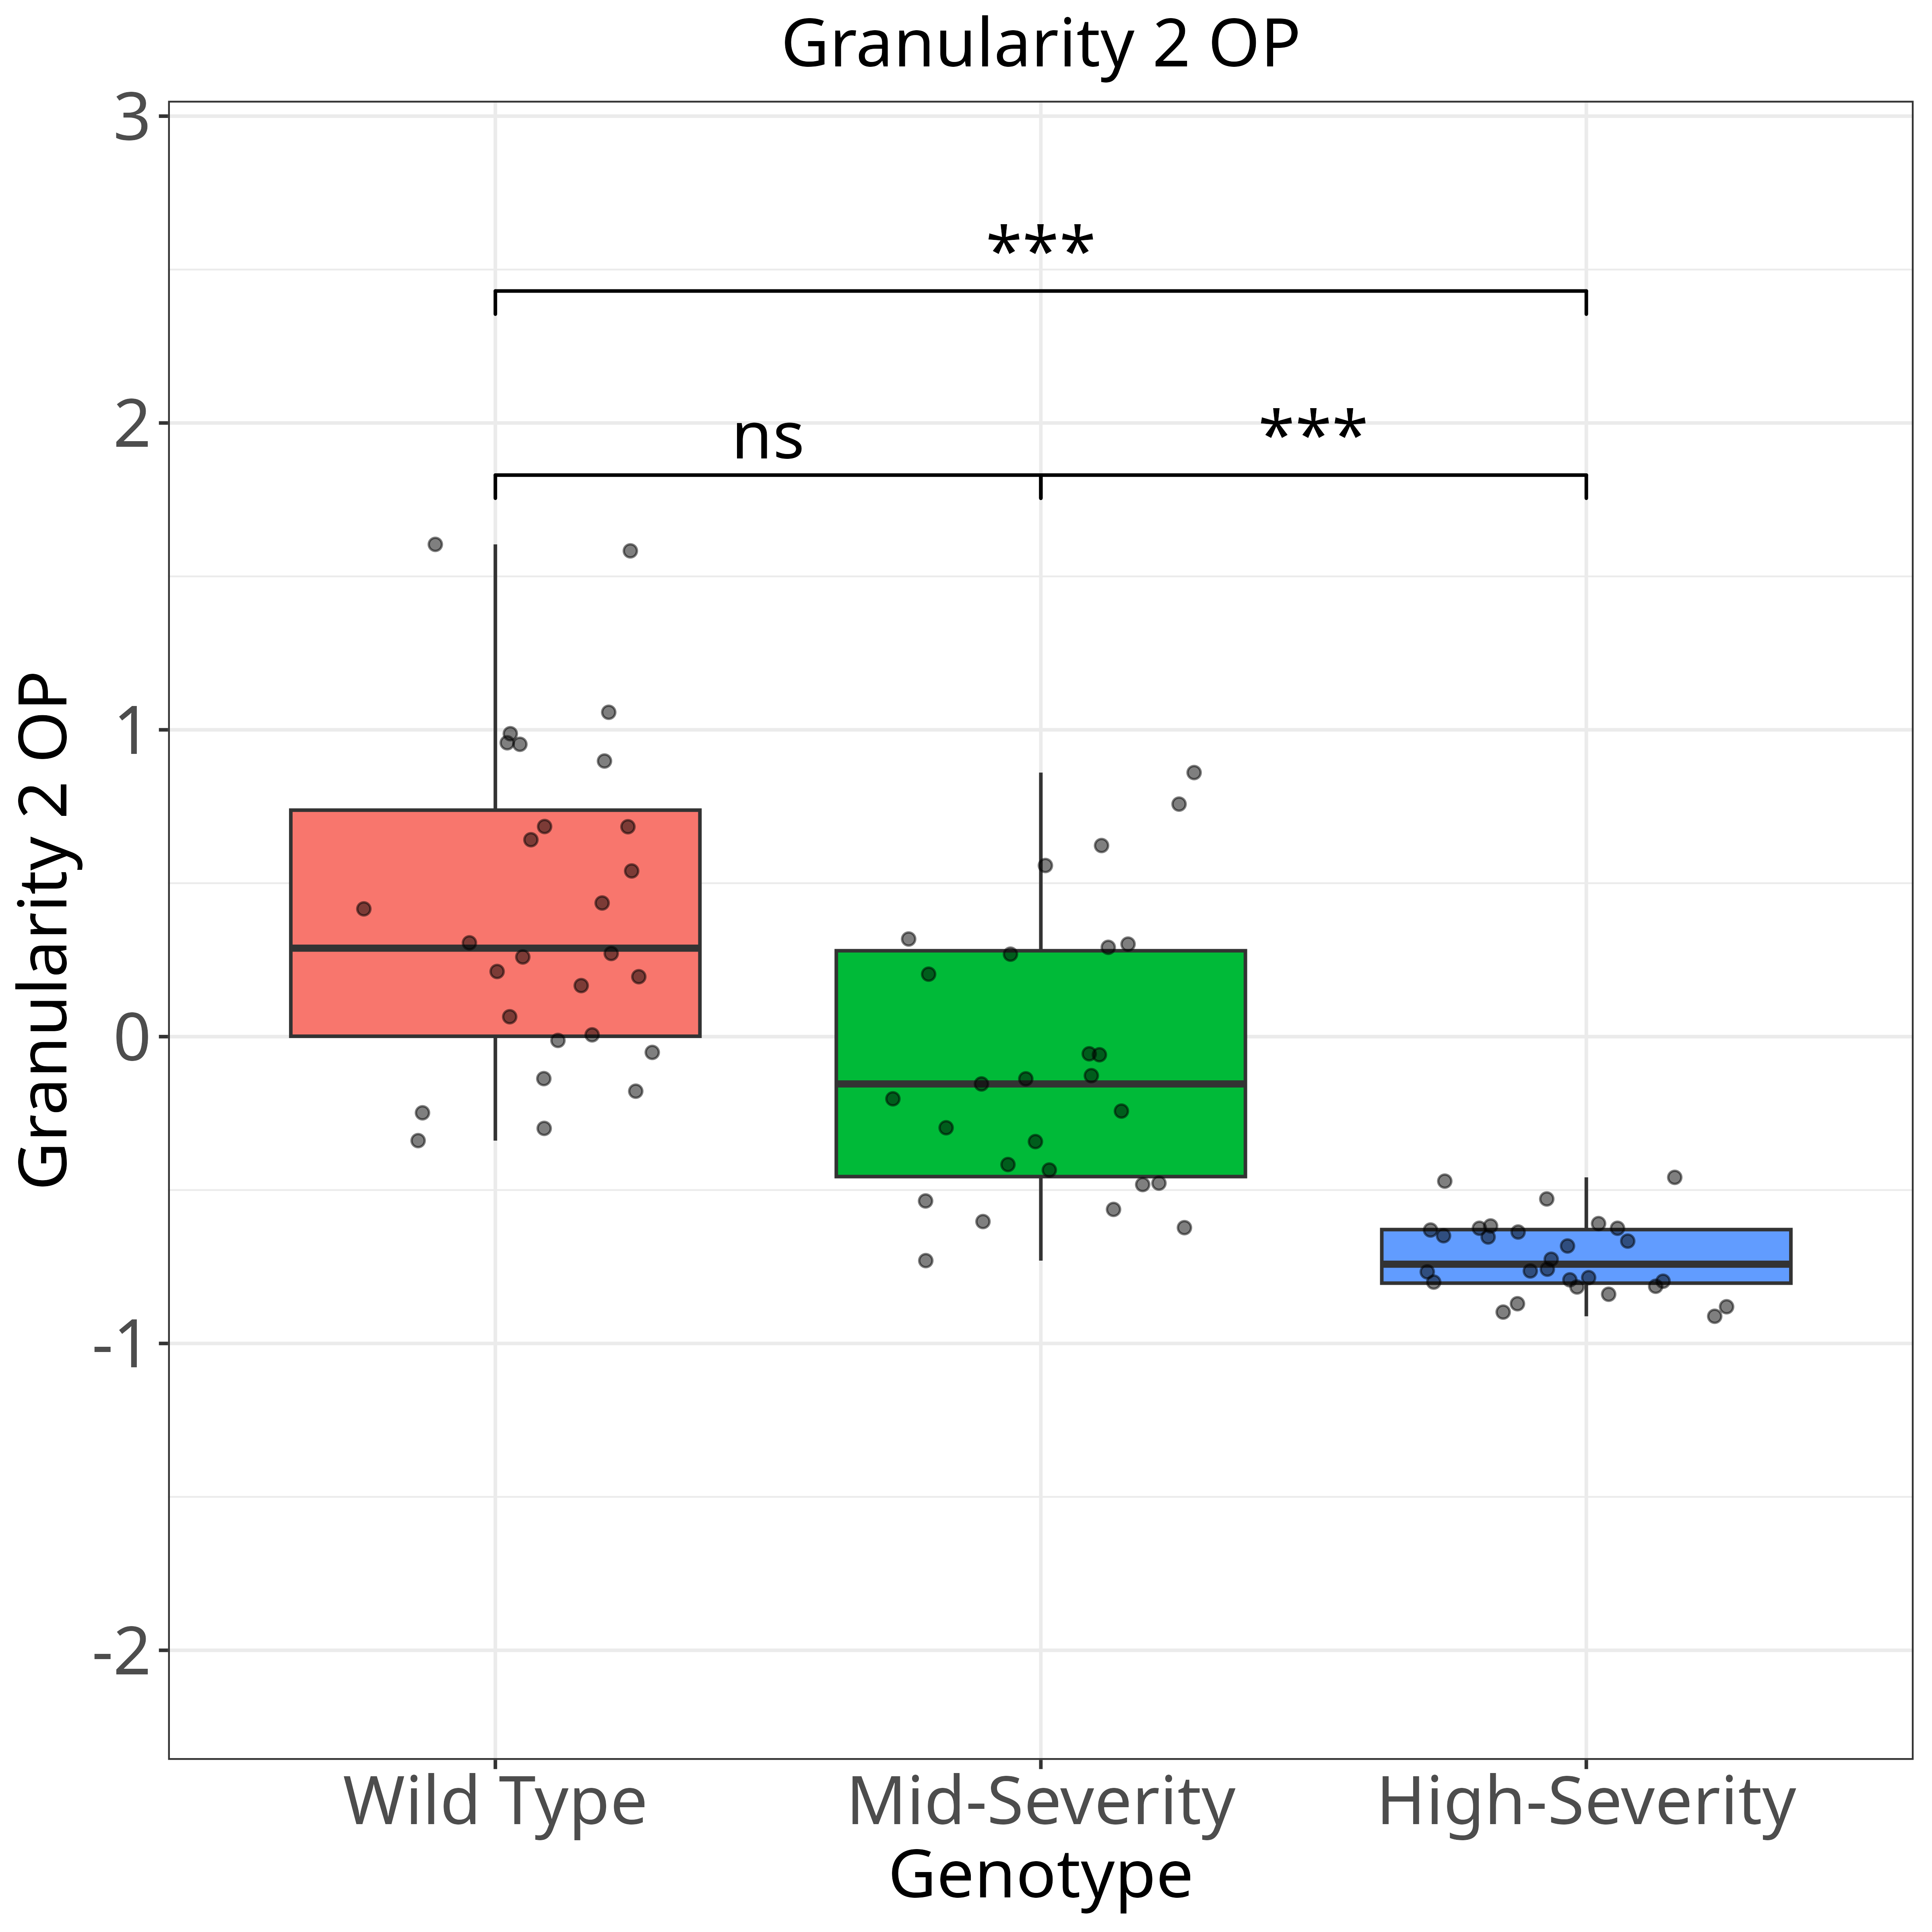 Granularity 2 OP
Granularity 2 OP
3
2
1
0
-1
-2
***
ns
***
Wild Type
Mid-Severity
High-Severity
Genotype